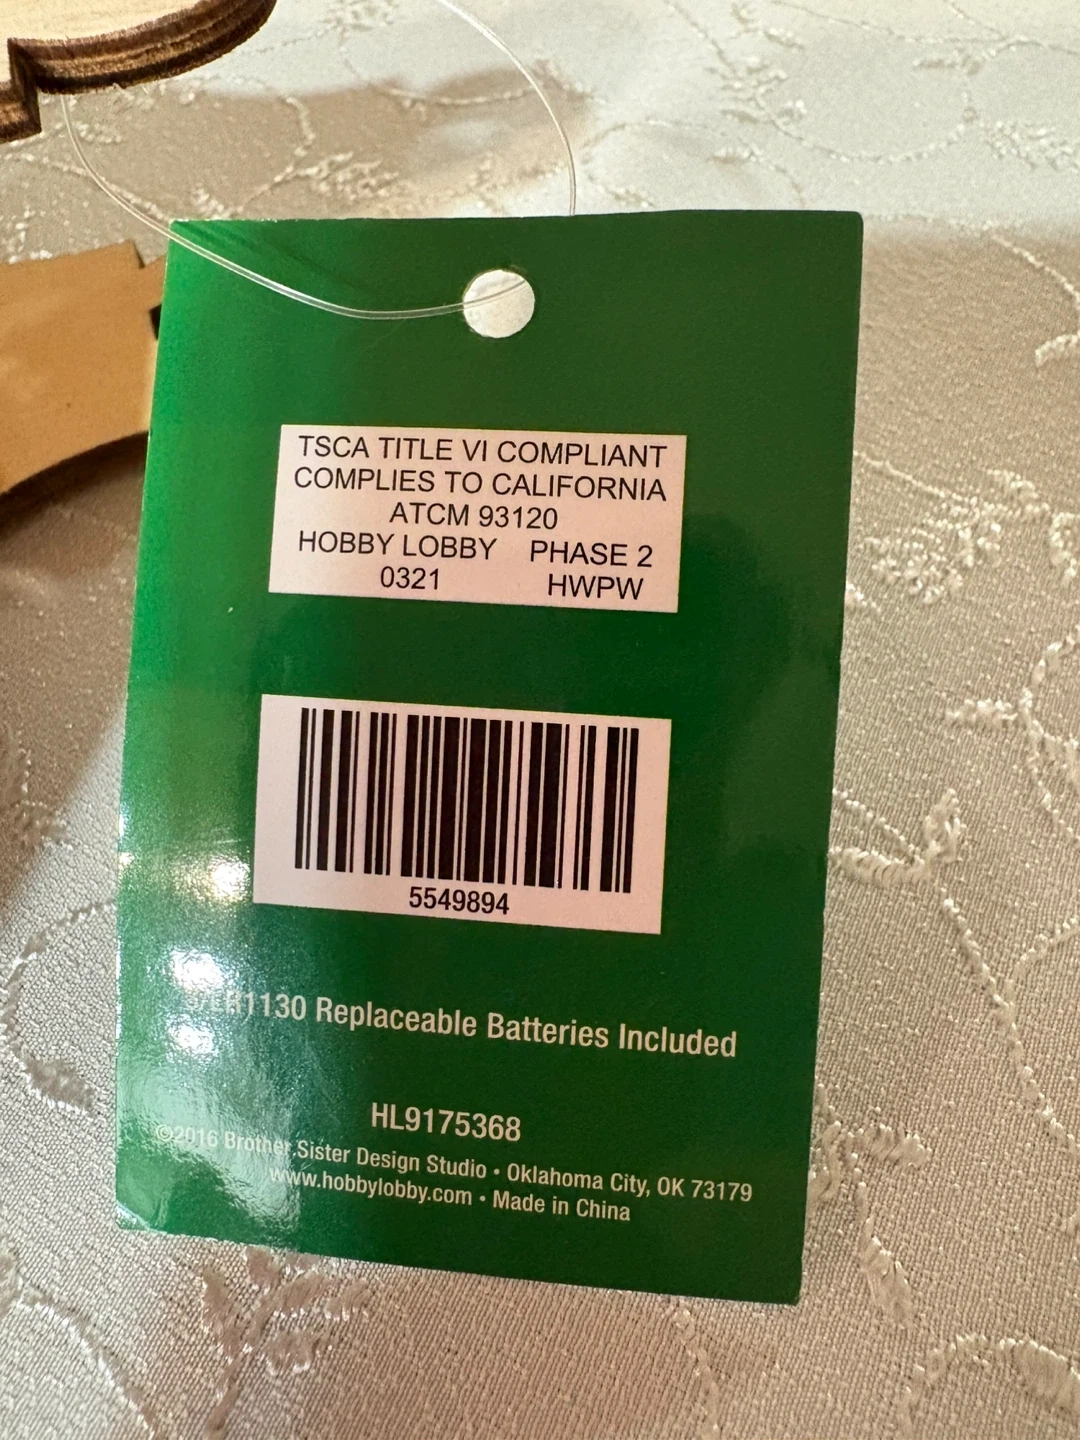 TSCA TITLE VI COMPLIANT
COMPLIES TO CALIFORNIA
ATCM 93120
HOBBY LOBBY PHASE 2
0321 HWPW
5549894
Replaceable Batteries Included
HL9175368
©2016 Brother Sister Design Studio • Oklahoma City, OK 73179
www.hobbylobby.com • Made in China